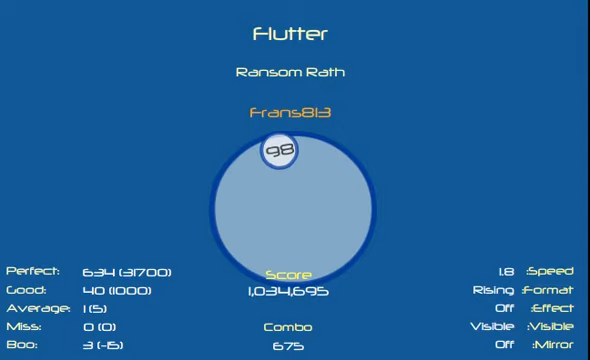 Flutter
Ransom Rath
Frans813
98
Perfect: 634 (31700)
Good: 40 (1000)
Average: 1 (5)
Miss: 0 (0)
Boo: 3 (-15)
Score
1,034,695
Combo
675
1.8 :Speed
Rising :Format
Off :Effect
Visible :Visible
Off :Mirror